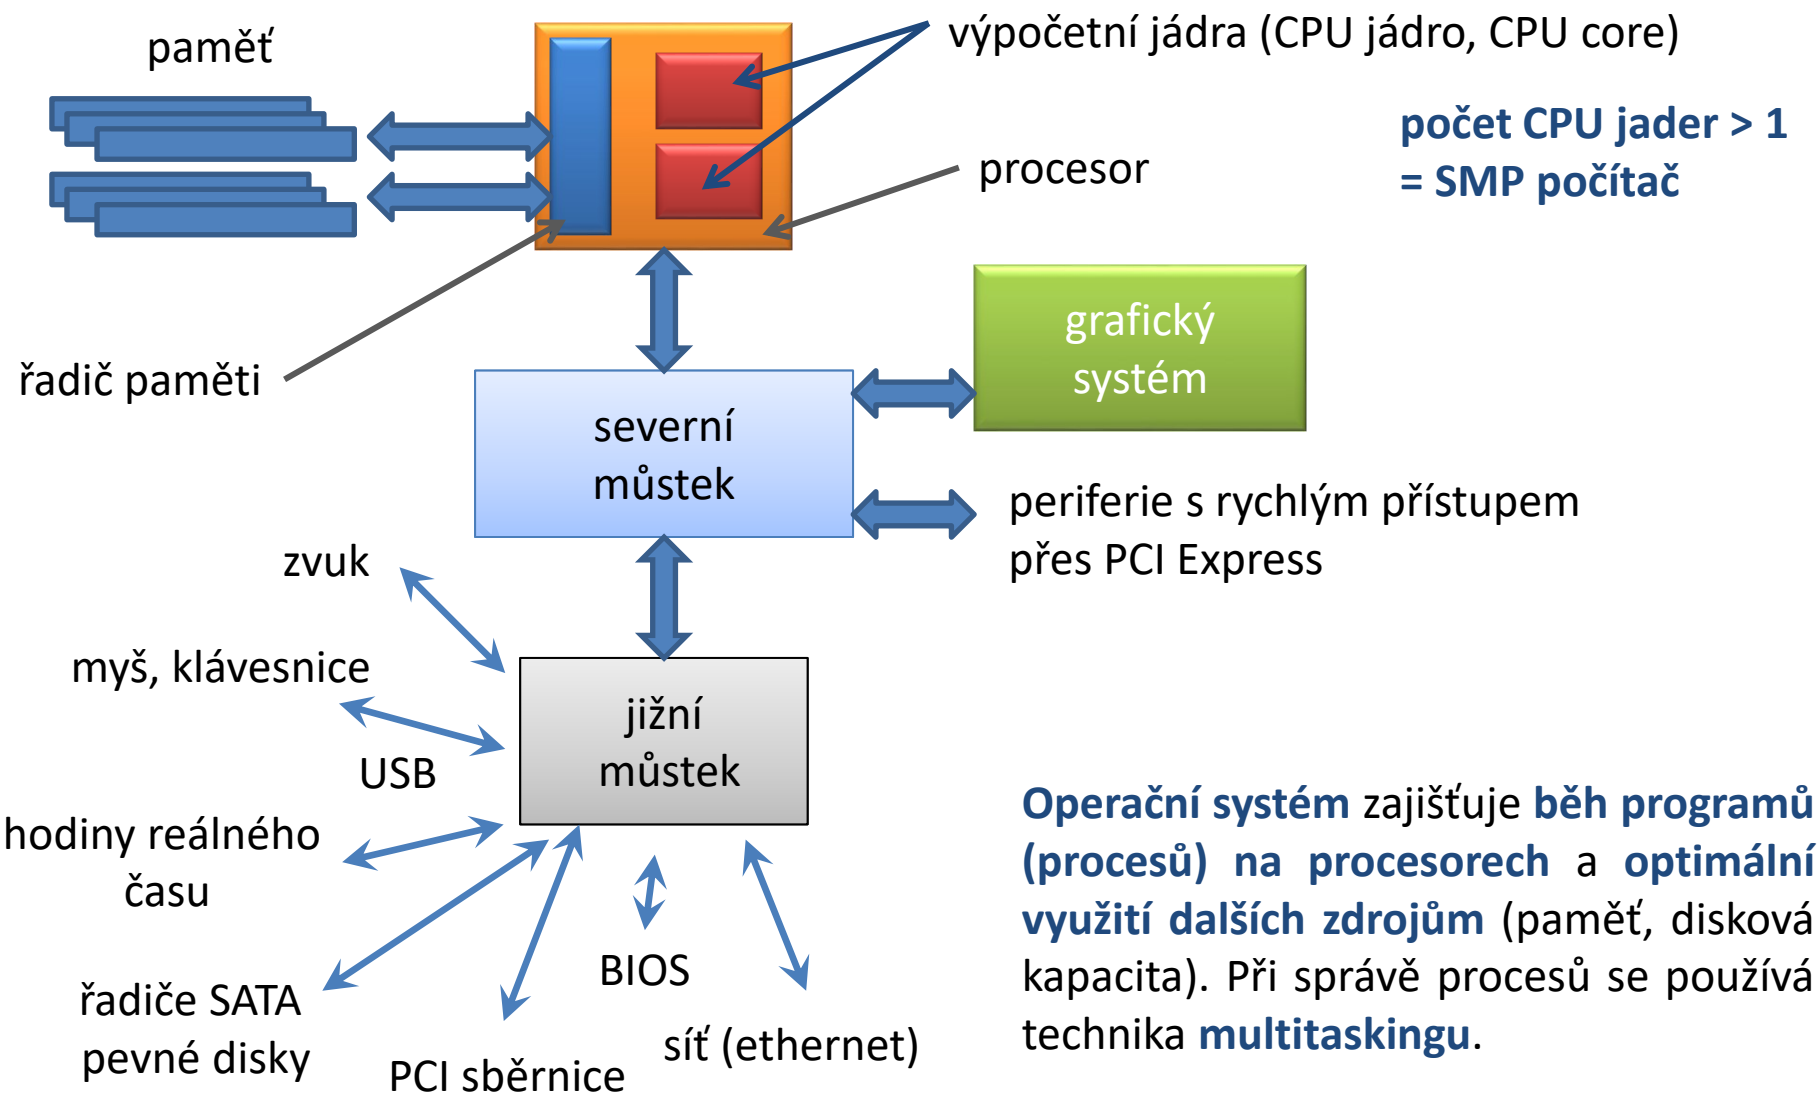 paměť
výpočetní jádra (CPU jádro, CPU core)
počet CPU jader > 1
= SMP počítač
procesor
řadič paměti
grafický
systém
severní
můstek
periferie s rychlým přístupem
přes PCI Express
zvuk
myš, klávesnice
USB
jižní
můstek
hodiny reálného
času
řadiče SATA
pevné disky
PCI sběrnice
BIOS
síť (ethernet)
Operační systém zajišťuje běh programů
(procesů) na procesorech a optimální
využití dalších zdrojům (paměť, disková
kapacita). Při správě procesů se používá
technika multitaskingu.